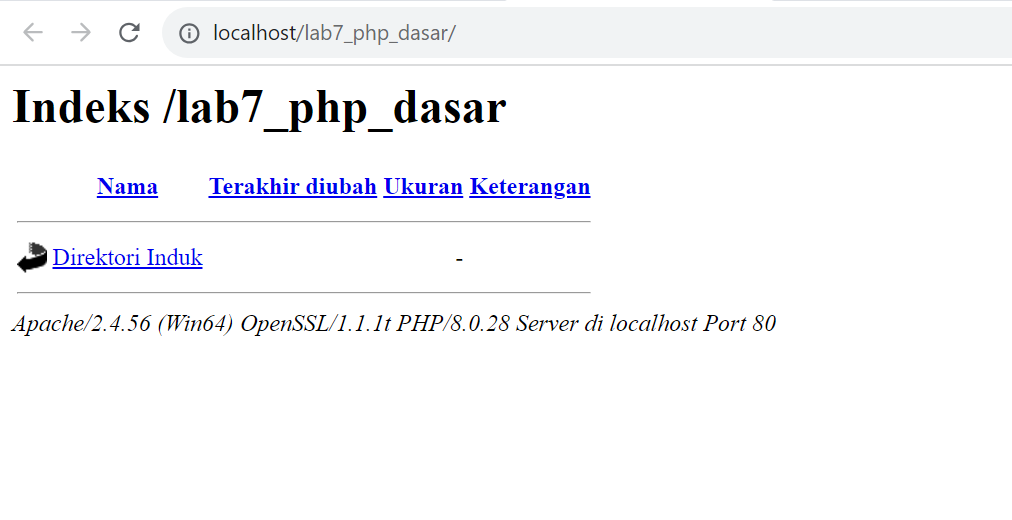 localhost/lab7_php_dasar/
Indeks /lab7_php_dasar
Nama Terakhir diubah Ukuran Keterangan
Direktori Induk -
Apache/2.4.56 (Win64) OpenSSL/1.1.1t PHP/8.0.28 Server di localhost Port 80